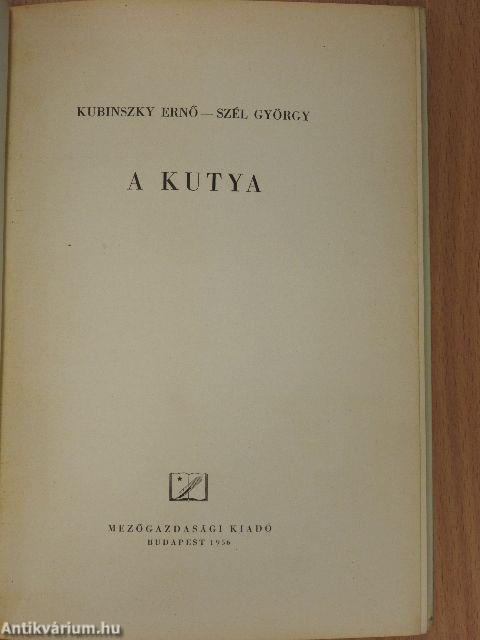 KUBINSZKY ERNŐ — SZÉL GYÖRGY
A KUTYA
MEZŐGAZDASÁGI KIADÓ
BUDAPEST 1956
Antikvárium.hu